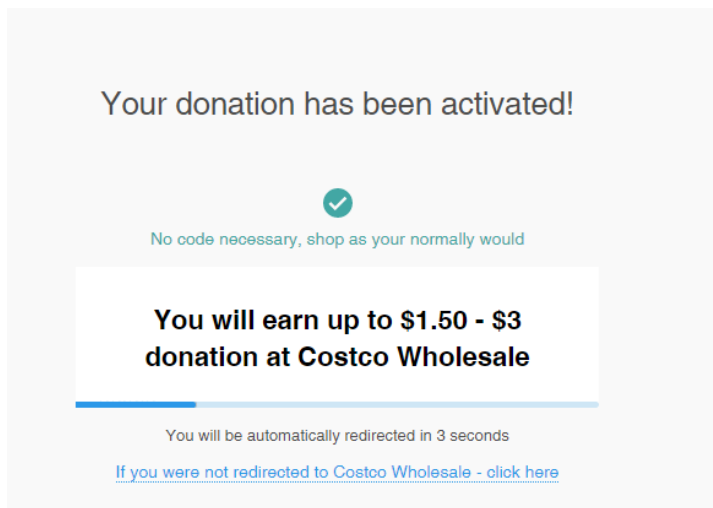 Your donation has been activated!
No code necessary, shop as your normally would
You will earn up to $1.50 - $3
donation at Costco Wholesale
You will be automatically redirected in 3 seconds
If you were not redirected to Costco Wholesale - click here